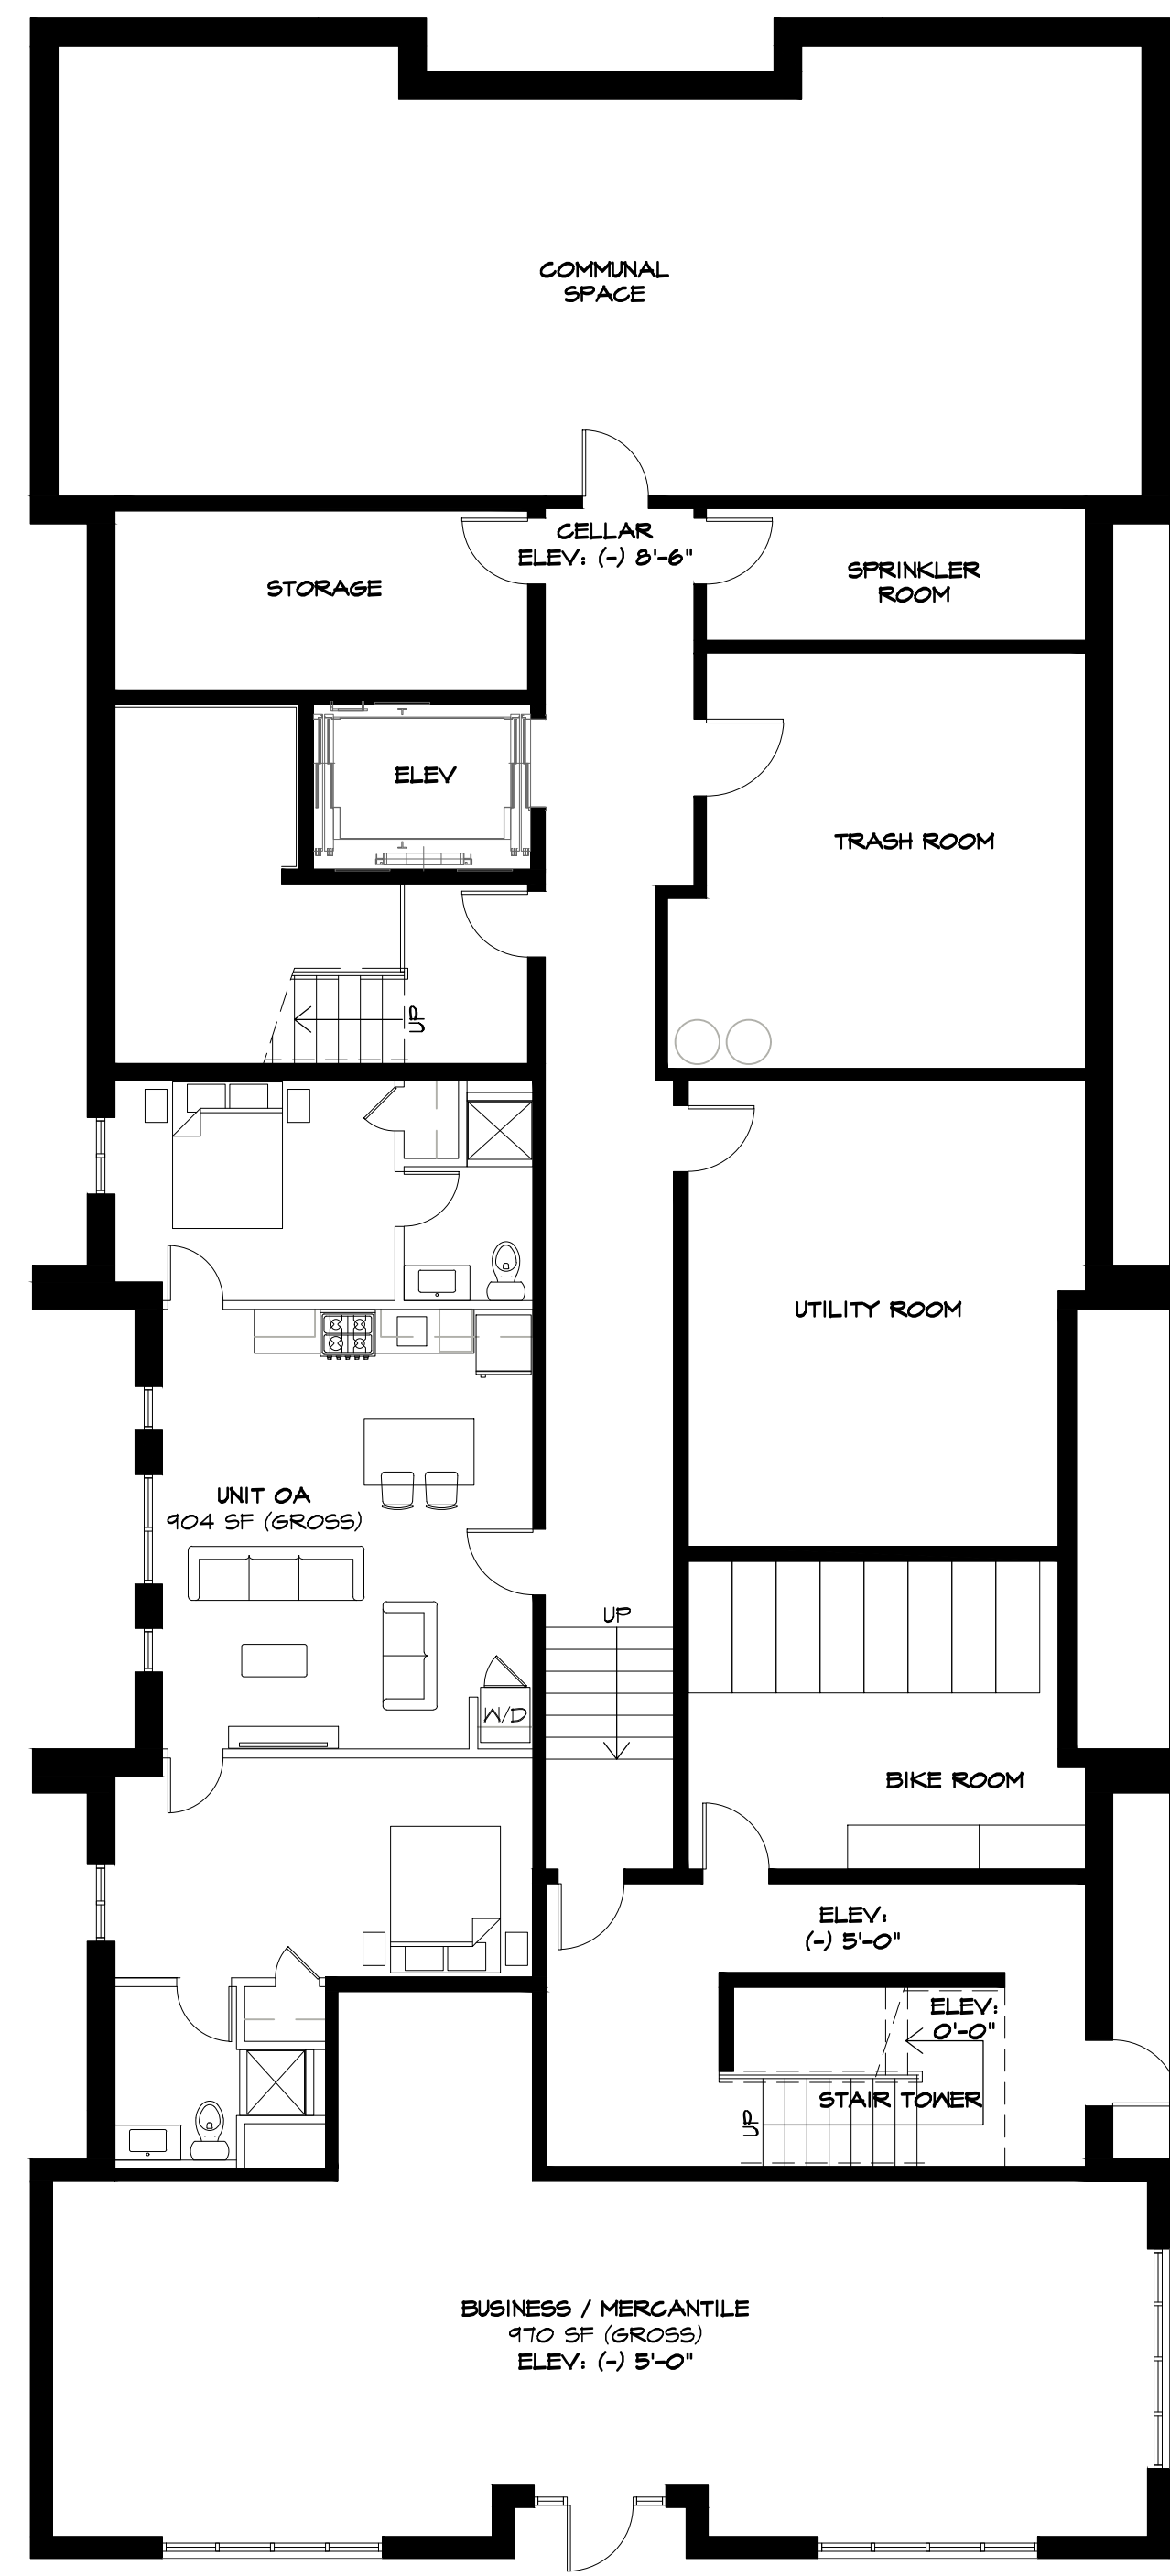 COMMUNAL
SPACE
CELLAR
ELEV: (-) 8'-6"
STORAGE
SPRINKLER
ROOM
ELEV
TRASH ROOM
UP
UTILITY ROOM
UNIT 0A
904 SF (GROSS)
UP
W/D
BIKE ROOM
ELEV:
(-) 5'-0"
ELEV:
0'-0"
STAIR TOWER
UP
BUSINESS / MERCANTILE
970 SF (GROSS)
ELEV: (-) 5'-0"